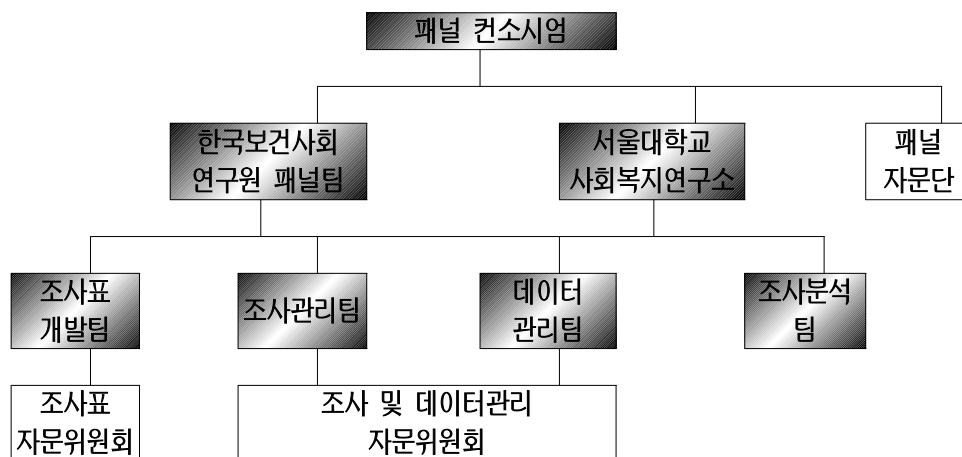 패널 컨소시엄
한국보건사회
연구원 패널팀
서울대학교
사회복지연구소
패널
자문단
조사표
개발팀
조사관리팀
데이터
관리팀
조사분석
팀
조사표
자문위원회
조사 및 데이터관리
자문위원회